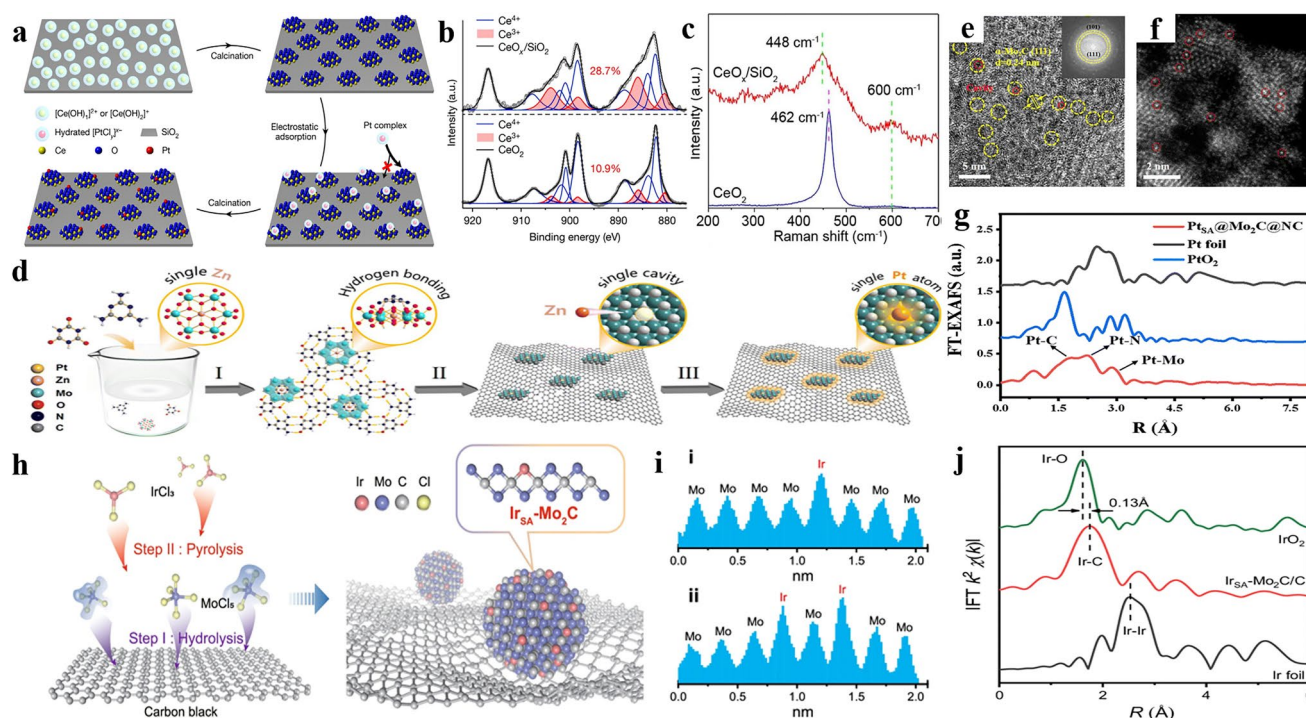 a
Calcination
[Ce(OH)₃]²⁺ or [Ce(OH)₂]⁺
Hydrated [PtCl₄]²⁻
SiO₂
Ce
O
Pt
Electrostatic
adsorption
Pt complex
Calcination
b
Intensity (a.u.)
Ce⁴⁺
Ce³⁺
CeOₓ/SiO₂
28.7%
Ce⁴⁺
Ce³⁺
CeO₂
10.9%
920 910 900 890 880
Binding energy (eV)
c
Intensity (a.u.)
448 cm⁻¹
CeOₓ/SiO₂
600 cm⁻¹
462 cm⁻¹
CeO₂
200 300 400 500 600 70
Raman shift (cm⁻¹)
e
α-Mo₂C (111)
d=0.24 nm
(101)
(111)
5 nm
f
2 nm
d
single Zn
Hydrogen bonding
Zn
single cavity
single Pt atom
Pt
Zn
Mo
O
N
C
I
II
III
g
FT-EXAFS (a.u.)
Pt_SA@Mo₂C@NC
Pt foil
PtO₂
2.5
2.0
1.5
1.0
0.5
0.0
Pt-C
Pt-N
Pt-Mo
0.0 1.5 3.0 4.5 6.0 7.5
R (Å)
h
IrCl₃
Step II : Pyrolysis
MoCl₅
Step I : Hydrolysis
Carbon black
Ir Mo C Cl
Ir_SA-Mo₂C
i
i
Mo Mo Mo Mo Ir Mo Mo Mo
0.0 0.5 1.0 1.5 2.0
nm
ii
Mo Mo Mo Ir Mo Ir Mo Mo
0.0 0.5 1.0 1.5 2.0
nm
j
|FT k² χ(k)|
Ir-O
0.13Å
IrO₂
Ir-C
Ir_SA-Mo₂C/C
Ir-Ir
Ir foil
0 2 4 6
R (Å)